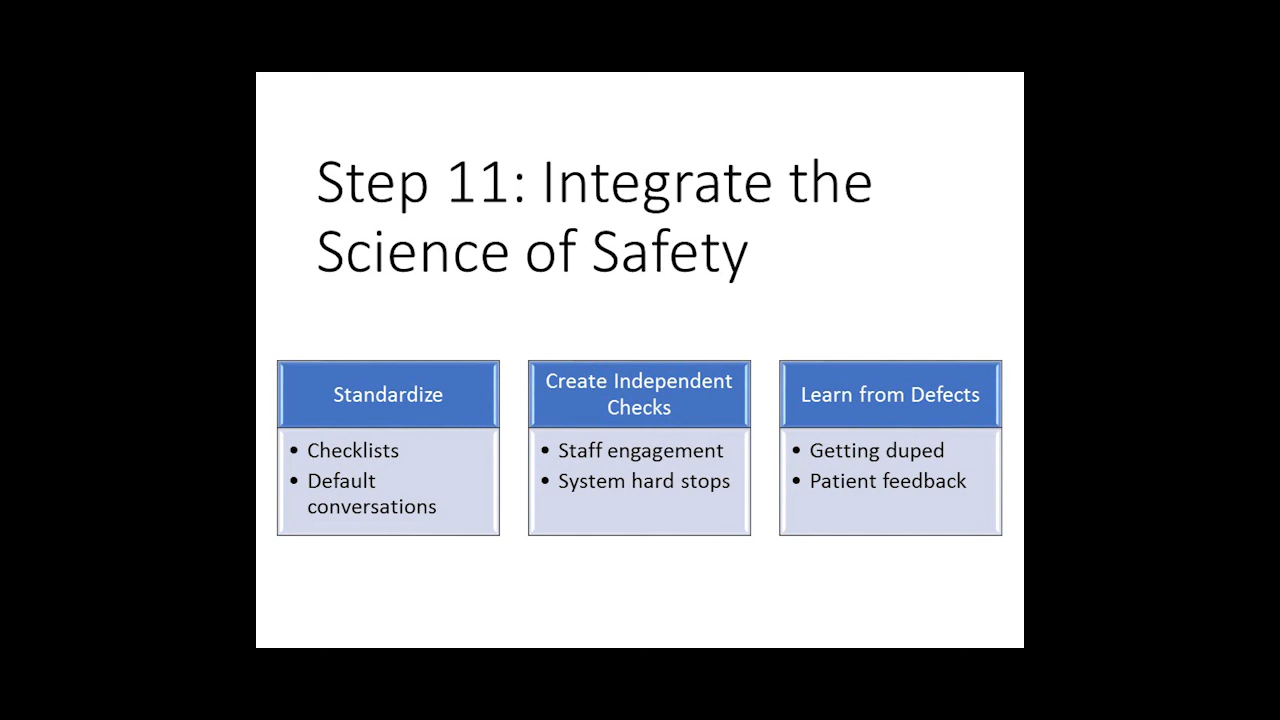 Step 11: Integrate the
Science of Safety
Standardize
• Checklists
• Default
conversations
Create Independent
Checks
• Staff engagement
• System hard stops
Learn from Defects
• Getting duped
• Patient feedback